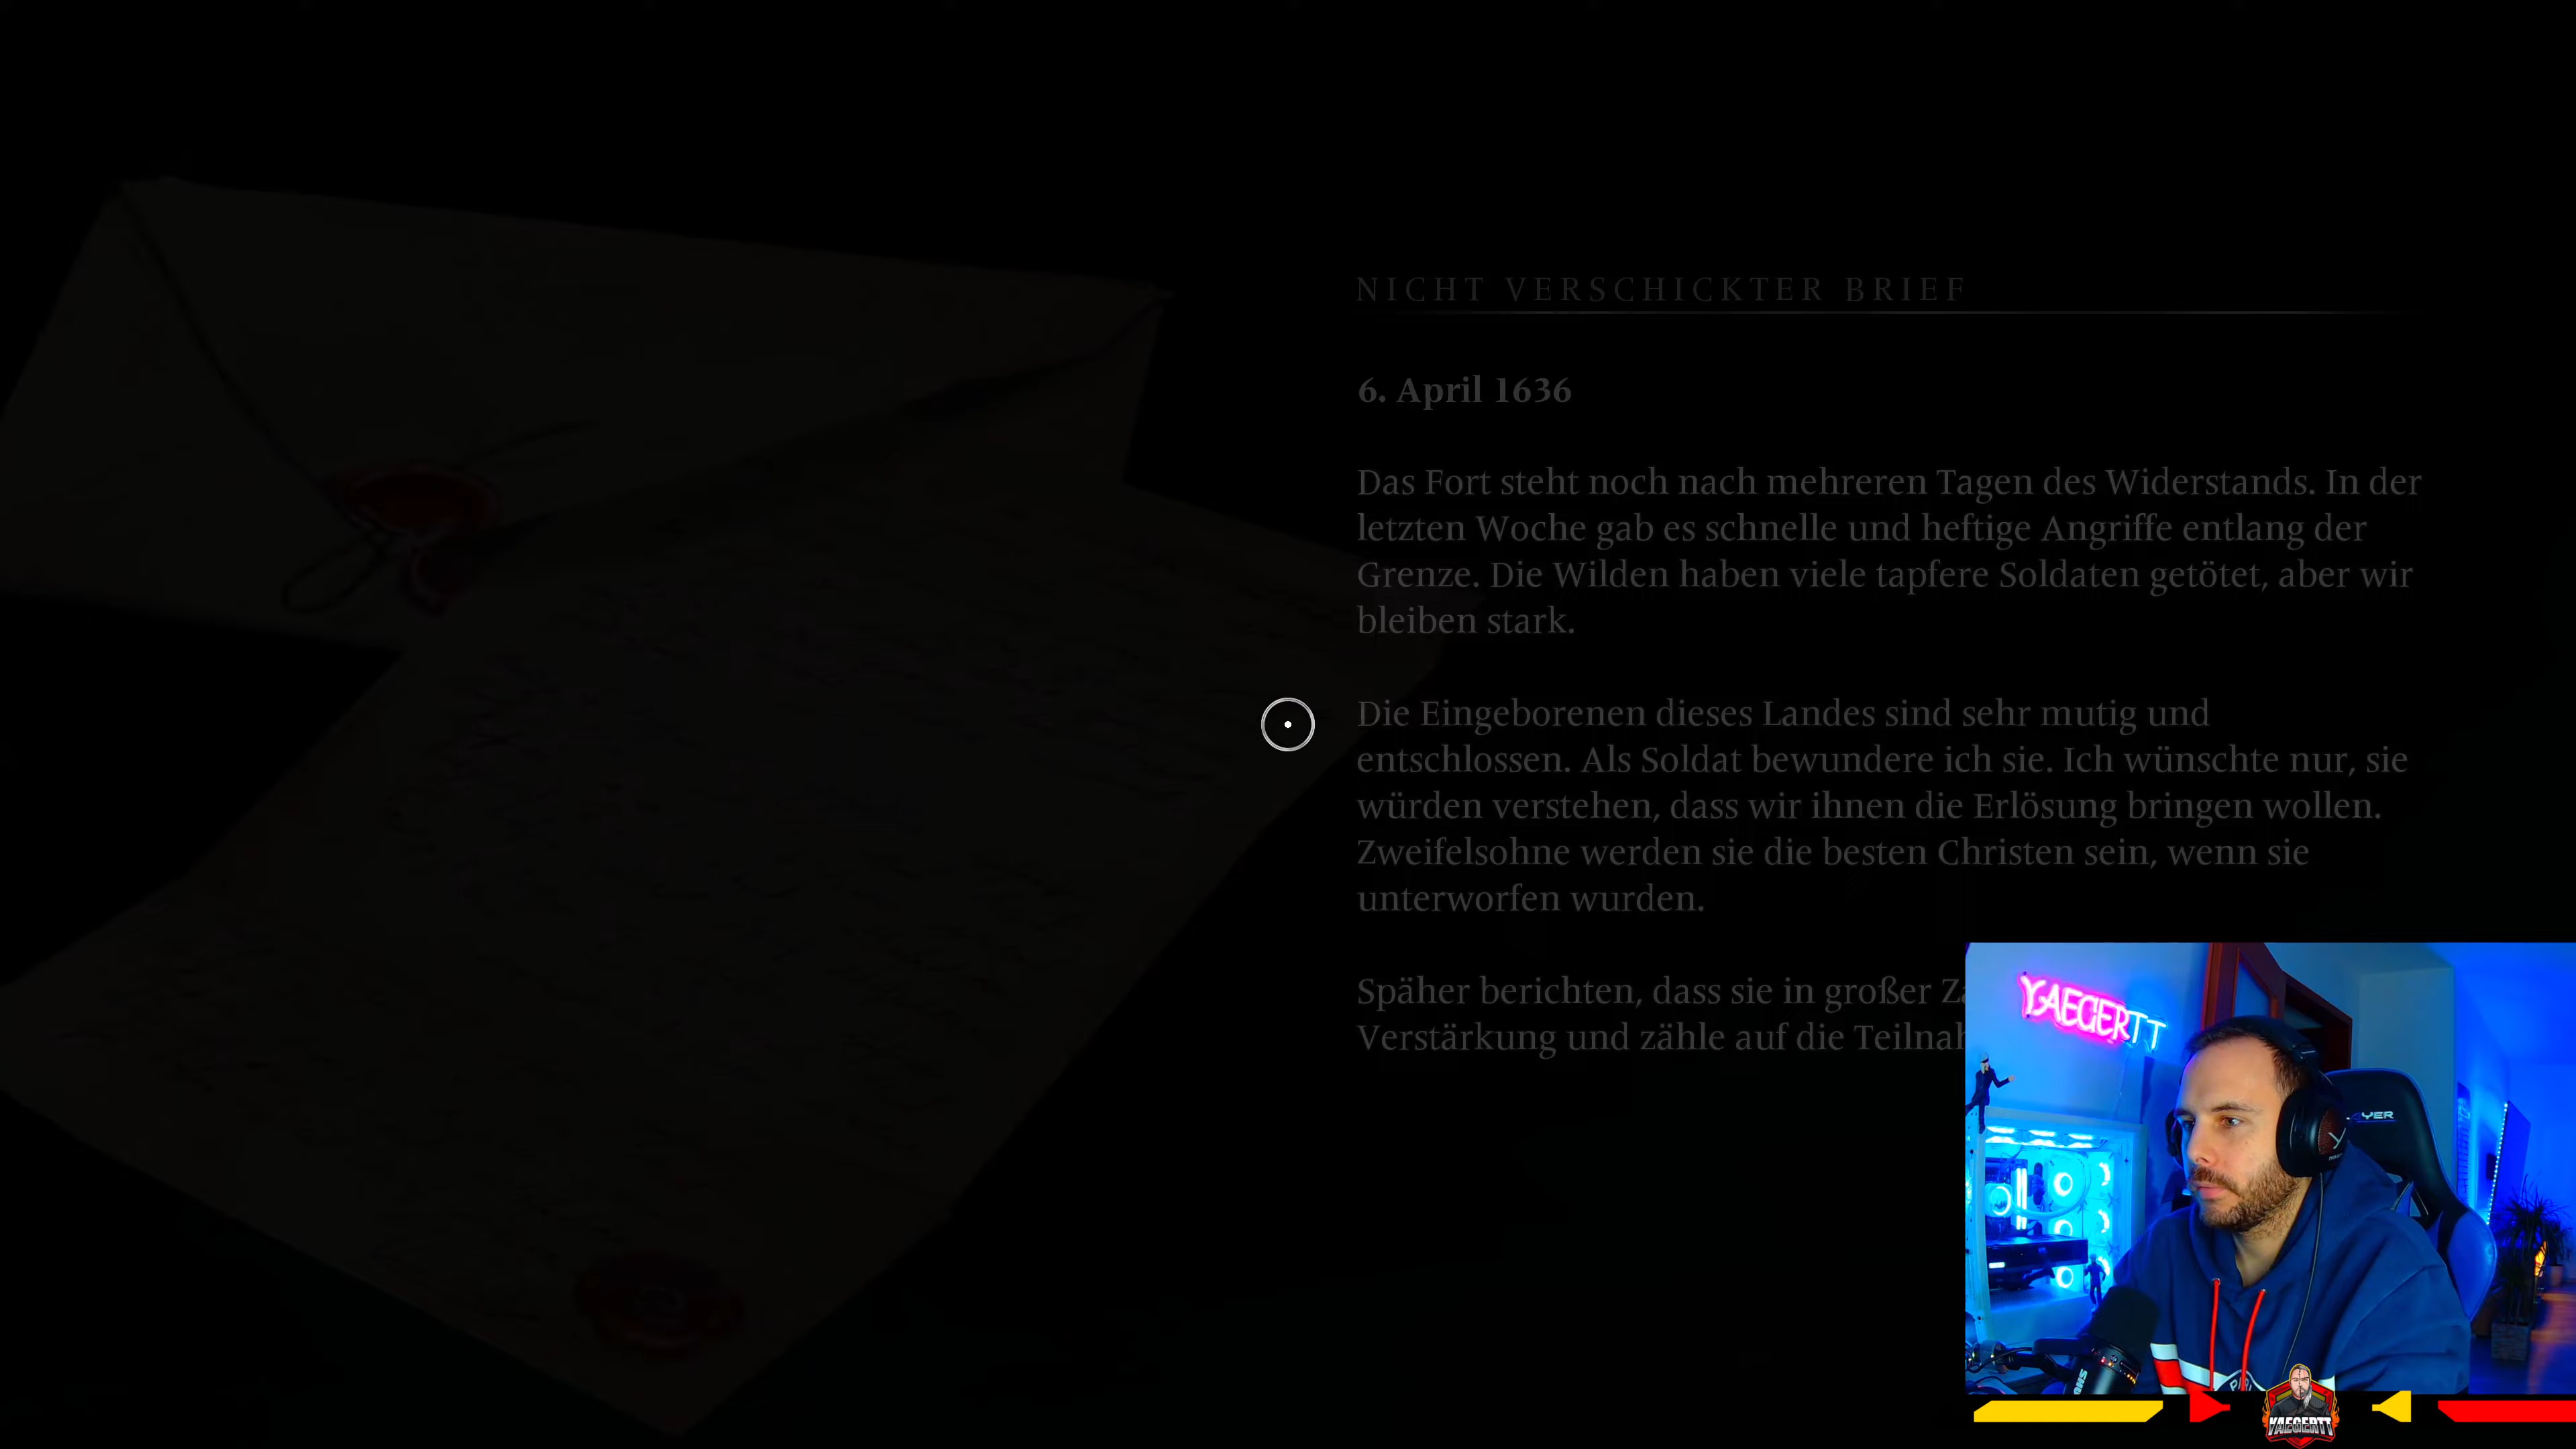 NICHT VERSCHICKTER BRIEF
6. April 1636
Das Fort steht noch nach mehreren Tagen des Widerstands. In der
letzten Woche gab es schnelle und heftige Angriffe entlang der
Grenze. Die Wilden haben viele tapfere Soldaten getötet, aber wir
bleiben stark.
Die Eingeborenen dieses Landes sind sehr mutig und
entschlossen. Als Soldat bewundere ich sie. Ich wünschte nur, sie
würden verstehen, dass wir ihnen die Erlösung bringen wollen.
Zweifelsohne werden sie die besten Christen sein, wenn sie
unterworfen wurden.
Späher berichten, dass sie in großer
Verstärkung und zähle auf die
YAEGERTT
YAEGERTT